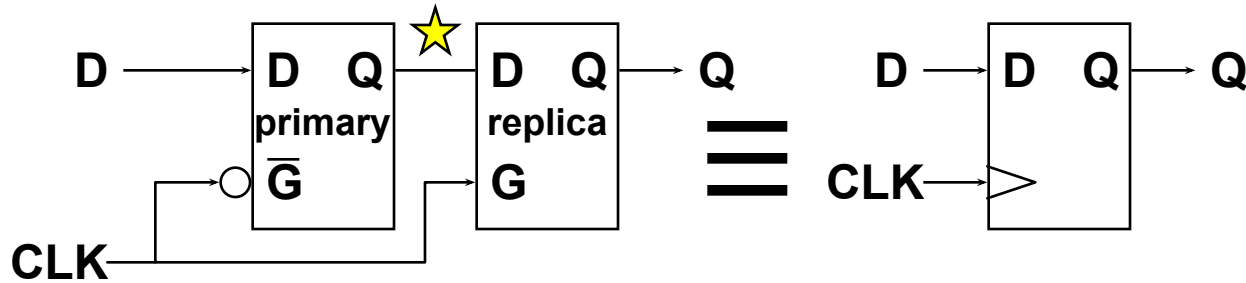 D D Q D Q Q D D Q Q
primary replica
G̅ G CLK
CLK